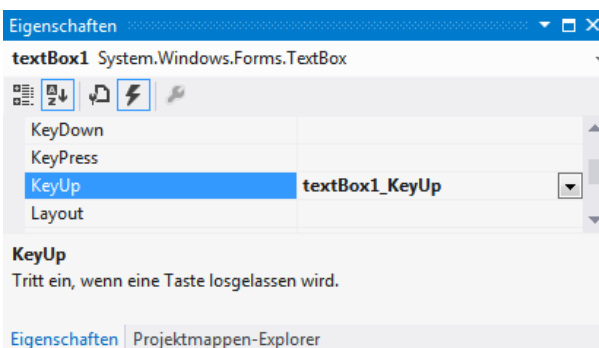 Eigenschaften
textBox1 System.Windows.Forms.TextBox
KeyDown
KeyPress
KeyUp textBox1_KeyUp
Layout
KeyUp
Tritt ein, wenn eine Taste losgelassen wird.
Eigenschaften Projektmappen-Explorer